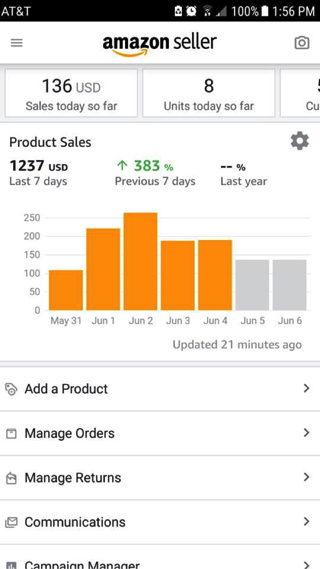 AT&T 100% 1:56 PM
amazon seller
136 USD
Sales today so far
8
Units today so far
Cu
Product Sales
1237 USD
Last 7 days
↑ 383 %
Previous 7 days
-- %
Last year
250
200
150
100
50
0
May 31 Jun 1 Jun 2 Jun 3 Jun 4 Jun 5 Jun 6
Updated 21 minutes ago
Add a Product
Manage Orders
Manage Returns
Communications
Campaign Manager